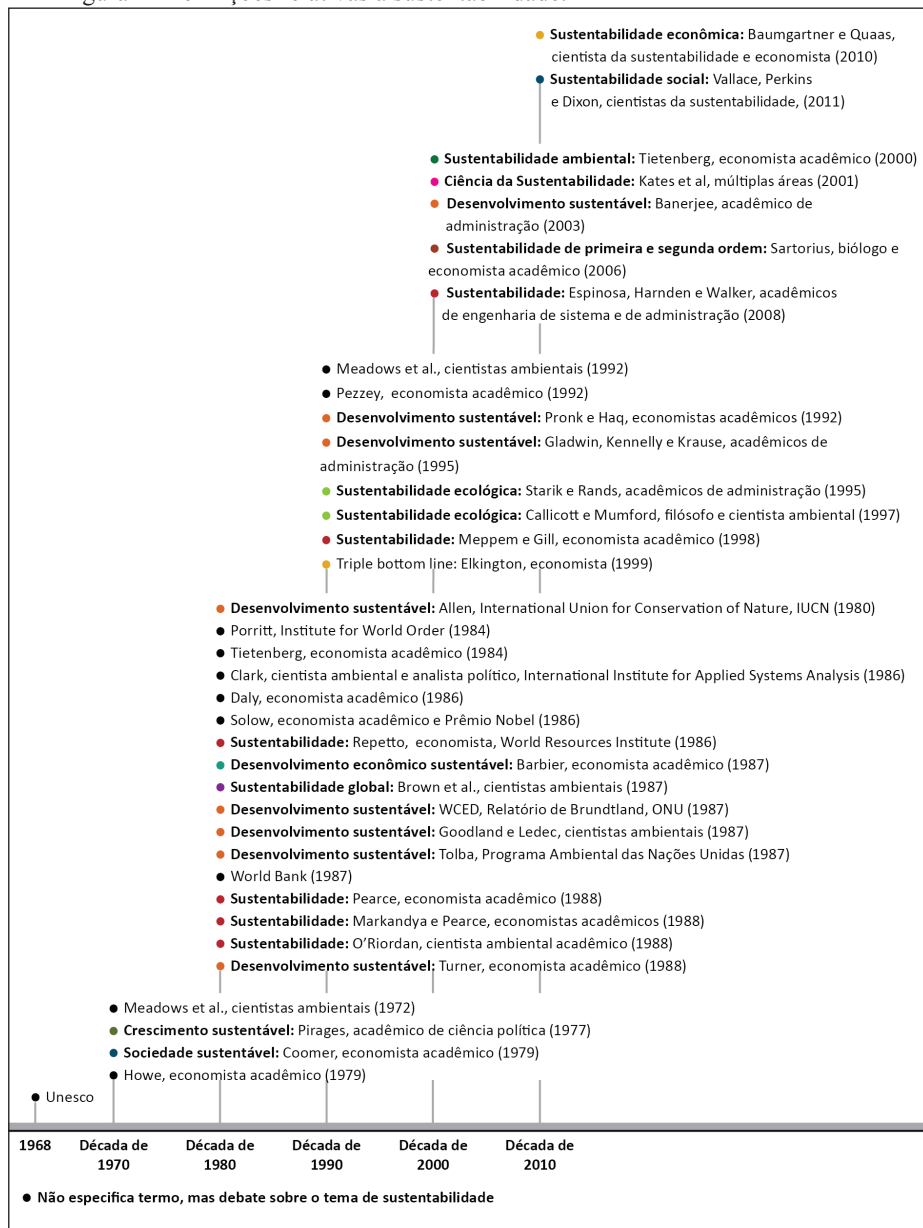 Sustentabilidade econômica: Baumgartner e Quaas,
cientista da sustentabilidade e economista (2010)
Sustentabilidade social: Vallace, Perkins
e Dixon, cientistas da sustentabilidade, (2011)
Sustentabilidade ambiental: Tietenberg, economista acadêmico (2000)
Ciência da Sustentabilidade: Kates et al, múltiplas áreas (2001)
Desenvolvimento sustentável: Banerjee, acadêmico de
administração (2003)
Sustentabilidade de primeira e segunda ordem: Sartorius, biólogo e
economista acadêmico (2006)
Sustentabilidade: Espinosa, Harnden e Walker, acadêmicos
de engenharia de sistema e de administração (2008)
Meadows et al., cientistas ambientais (1992)
Pezzey, economista acadêmico (1992)
Desenvolvimento sustentável: Pronk e Haq, economistas acadêmicos (1992)
Desenvolvimento sustentável: Gladwin, Kennelly e Krause, acadêmicos de
administração (1995)
Sustentabilidade ecológica: Starik e Rands, acadêmicos de administração (1995)
Sustentabilidade ecológica: Callicott e Mumford, filósofo e cientista ambiental (1997)
Sustentabilidade: Meppem e Gill, economista acadêmico (1998)
Triple bottom line: Elkington, economista (1999)
Desenvolvimento sustentável: Allen, International Union for Conservation of Nature, IUCN (1980)
Porritt, Institute for World Order (1984)
Tietenberg, economista acadêmico (1984)
Clark, cientista ambiental e analista político, International Institute for Applied Systems Analysis (1986)
Daly, economista acadêmico (1986)
Solow, economista acadêmico e Prêmio Nobel (1986)
Sustentabilidade: Repetto, economista, World Resources Institute (1986)
Desenvolvimento econômico sustentável: Barbier, economista acadêmico (1987)
Sustentabilidade global: Brown et al., cientistas ambientais (1987)
Desenvolvimento sustentável: WCED, Relatório de Brundtland, ONU (1987)
Desenvolvimento sustentável: Goodland e Ledec, cientistas ambientais (1987)
Desenvolvimento sustentável: Tolba, Programa Ambiental das Nações Unidas (1987)
World Bank (1987)
Sustentabilidade: Pearce, economista acadêmico (1988)
Sustentabilidade: Markandya e Pearce, economistas acadêmicos (1988)
Sustentabilidade: O'Riordan, cientista ambiental acadêmico (1988)
Desenvolvimento sustentável: Turner, economista acadêmico (1988)
Meadows et al., cientistas ambientais (1972)
Crescimento sustentável: Pirages, acadêmico de ciência política (1977)
Sociedade sustentável: Coomer, economista acadêmico (1979)
Howe, economista acadêmico (1979)
Unesco
1968 Década de Década de Década de Década de Década de
1970 1980 1990 2000 2010
Não especifica termo, mas debate sobre o tema de sustentabilidade